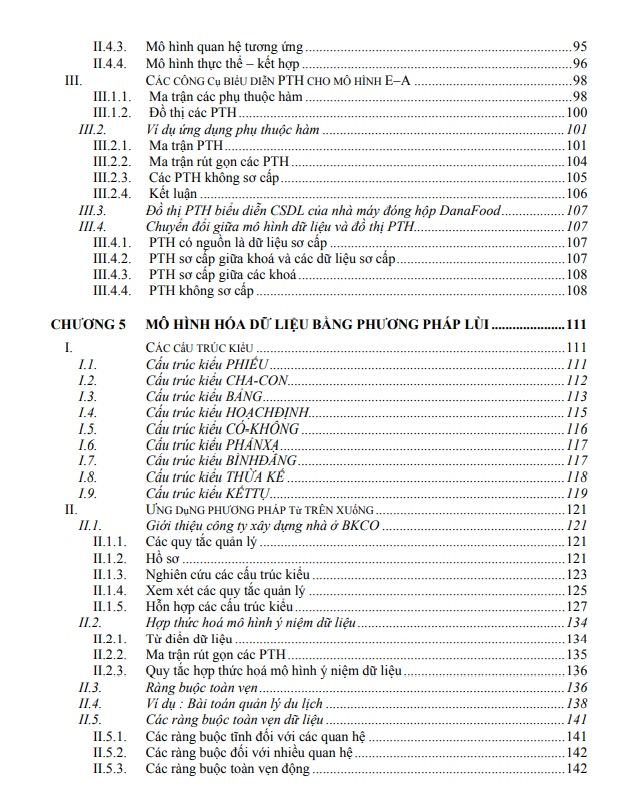 II.4.3. Mô hình quan hệ tương ứng 95
II.4.4. Mô hình thực thể – kết hợp 96
III. CÁC CÔNG Cụ BIểU DIễN PTH CHO MÔ HÌNH E–A 98
III.1.1. Ma trận các phụ thuộc hàm 98
III.1.2. Đồ thị các PTH 100
III.2. Ví dụ ứng dụng phụ thuộc hàm 101
III.2.1. Ma trận PTH 101
III.2.2. Ma trận rút gọn các PTH 104
III.2.3. Các PTH không sơ cấp 105
III.2.4. Kết luận 106
III.3. Đồ thị PTH biểu diễn CSDL của nhà máy đóng hộp DanaFood 107
III.4. Chuyển đổi giữa mô hình dữ liệu và đồ thị PTH 107
III.4.1. PTH có nguồn là dữ liệu sơ cấp 107
III.4.2. PTH sơ cấp giữa khoá và các dữ liệu sơ cấp 107
III.4.3. PTH sơ cấp giữa các khoá 108
III.4.4. PTH không sơ cấp 108
CHƯƠNG 5 MÔ HÌNH HÓA DỮ LIỆU BẰNG PHƯƠNG PHÁP LÙI 111
I. CÁC CấU TRÚC KIểU 111
I.1. Cấu trúc kiểu PHIẾU 111
I.2. Cấu trúc kiểu CHA-CON 112
I.3. Cấu trúc kiểu BẢNG 113
I.4. Cấu trúc kiểu HOẠCHĐỊNH 115
I.5. Cấu trúc kiểu CÓ-KHÔNG 116
I.6. Cấu trúc kiểu PHẢNXẠ 117
I.7. Cấu trúc kiểu BÌNHĐẲNG 117
I.8. Cấu trúc kiểu THỪA KẾ 118
I.9. Cấu trúc kiểu KẾTTỤ 119
II. ỨNG DụNG PHƯƠNG PHÁP Từ TRÊN XUốNG 121
II.1. Giới thiệu công ty xây dựng nhà ở BKCO 121
II.1.1. Các quy tắc quản lý 121
II.1.2. Hồ sơ 121
II.1.3. Nghiên cứu các cấu trúc kiểu 123
II.1.4. Xem xét các quy tắc quản lý 125
II.1.5. Hỗn hợp các cấu trúc kiểu 127
II.2. Hợp thức hoá mô hình ý niệm dữ liệu 134
II.2.1. Từ điển dữ liệu 134
II.2.2. Ma trận rút gọn các PTH 135
II.2.3. Quy tắc hợp thức hoá mô hình ý niệm dữ liệu 136
II.3. Ràng buộc toàn vẹn 136
II.4. Ví dụ : Bài toán quản lý du lịch 138
II.5. Các ràng buộc toàn vẹn dữ liệu 141
II.5.1. Các ràng buộc tĩnh đối với các quan hệ 141
II.5.2. Các ràng buộc đối với nhiều quan hệ 142
II.5.3. Các ràng buộc toàn vẹn động 142